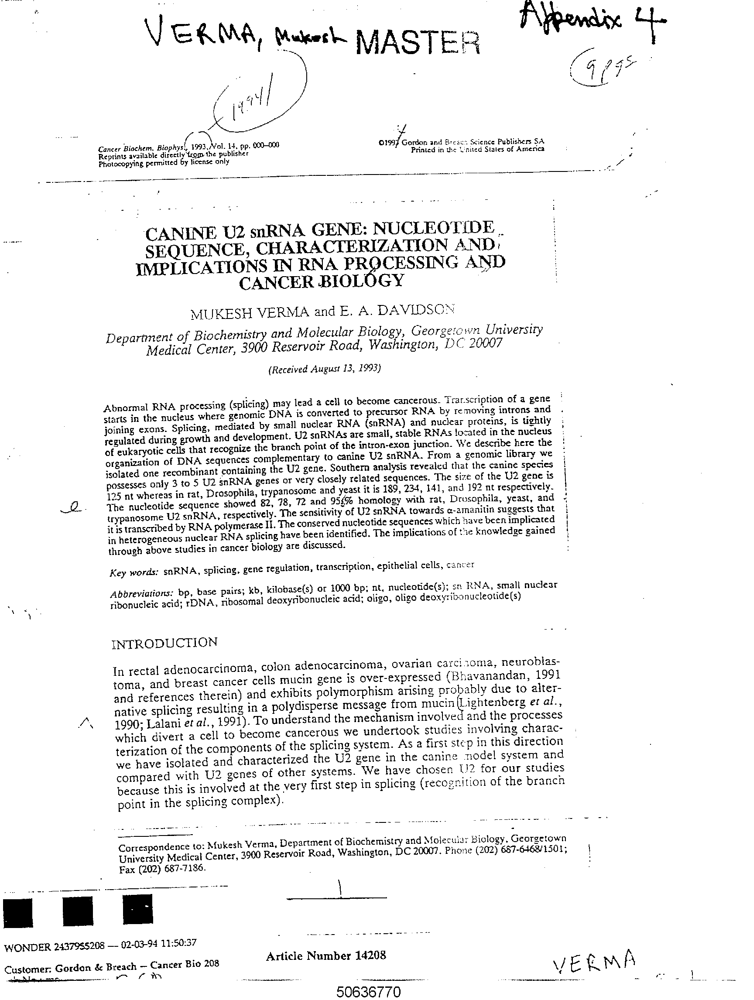 Appendix 4
VERMA, Mukesh MASTER
9 pgs
1994/
Cancer Biochem. Biophys., 1993, Vol. 14, pp. 000–000
Reprints available directly from the publisher
Photocopying permitted by license only
©1993 Gordon and Breach Science Publishers SA
Printed in the United States of America
CANINE U2 snRNA GENE: NUCLEOTIDE
SEQUENCE, CHARACTERIZATION AND
IMPLICATIONS IN RNA PROCESSING AND
CANCER BIOLOGY
MUKESH VERMA and E. A. DAVIDSON
Department of Biochemistry and Molecular Biology, Georgetown University
Medical Center, 3900 Reservoir Road, Washington, DC 20007
(Received August 13, 1993)
Abnormal RNA processing (splicing) may lead a cell to become cancerous. Transcription of a gene
starts in the nucleus where genomic DNA is converted to precursor RNA by removing introns and
joining exons. Splicing, mediated by small nuclear RNA (snRNA) and nuclear proteins, is tightly
regulated during growth and development. U2 snRNAs are small, stable RNAs located in the nucleus
of eukaryotic cells that recognize the branch point of the intron-exon junction. We describe here the
organization of DNA sequences complementary to canine U2 snRNA. From a genomic library we
isolated one recombinant containing the U2 gene. Southern analysis revealed that the canine species
possesses only 3 to 5 U2 snRNA genes or very closely related sequences. The size of the U2 gene is
125 nt whereas in rat, Drosophila, trypanosome and yeast it is 189, 234, 141, and 192 nt respectively.
The nucleotide sequence showed 82, 78, 72 and 95% homology with rat, Drosophila, yeast, and
trypanosome U2 snRNA, respectively. The sensitivity of U2 snRNA towards α-amanitin suggests that
it is transcribed by RNA polymerase II. The conserved nucleotide sequences which have been implicated
in heterogeneous nuclear RNA splicing have been identified. The implications of the knowledge gained
through above studies in cancer biology are discussed.
Key words: snRNA, splicing, gene regulation, transcription, epithelial cells, cancer
Abbreviations: bp, base pairs; kb, kilobase(s) or 1000 bp; nt, nucleotide(s); sn RNA, small nuclear
ribonucleic acid; rDNA, ribosomal deoxyribonucleic acid; oligo, oligo deoxyribonucleotide(s)
INTRODUCTION
In rectal adenocarcinoma, colon adenocarcinoma, ovarian carcinoma, neuroblas-
toma, and breast cancer cells mucin gene is over-expressed (Bhavanandan, 1991
and references therein) and exhibits polymorphism arising probably due to alter-
native splicing resulting in a polydisperse message from mucin(Lightenberg et al.,
1990; Lalani et al., 1991). To understand the mechanism involved and the processes
which divert a cell to become cancerous we undertook studies involving charac-
terization of the components of the splicing system. As a first step in this direction
we have isolated and characterized the U2 gene in the canine model system and
compared with U2 genes of other systems. We have chosen U2 for our studies
because this is involved at the very first step in splicing (recognition of the branch
point in the splicing complex).
Correspondence to: Mukesh Verma, Department of Biochemistry and Molecular Biology, Georgetown
University Medical Center, 3900 Reservoir Road, Washington, DC 20007. Phone (202) 687-6468/1501;
Fax (202) 687-7186.
1
WONDER 2437955208 — 02-03-94 11:50:37
Customer: Gordon & Breach — Cancer Bio 208
Article Number 14208
VERMA
50636770